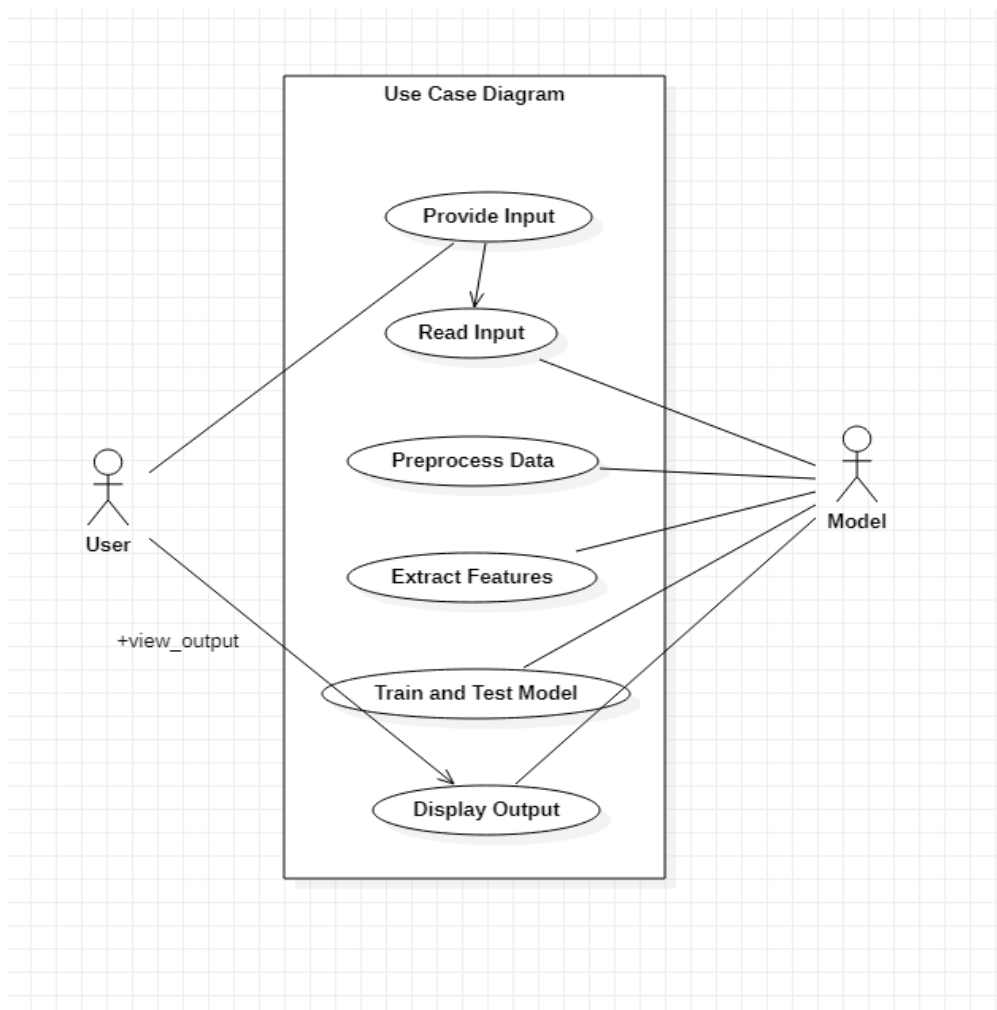 Use Case Diagram
Provide Input
Read Input
Preprocess Data
Model
User
Extract Features
+view_output
Train and Test Model
Display Output